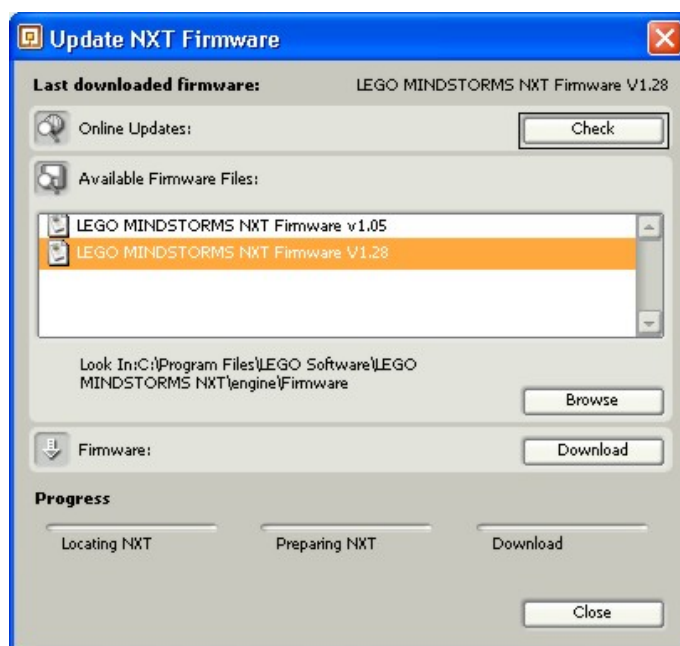 Update NXT Firmware
Last downloaded firmware: LEGO MINDSTORMS NXT Firmware V1.28
Online Updates: Check
Available Firmware Files:
LEGO MINDSTORMS NXT Firmware v1.05
LEGO MINDSTORMS NXT Firmware V1.28
Look In:C:\Program Files\LEGO Software\LEGO
MINDSTORMS NXT\engine\Firmware
Browse
Firmware: Download
Progress
Locating NXT Preparing NXT Download
Close